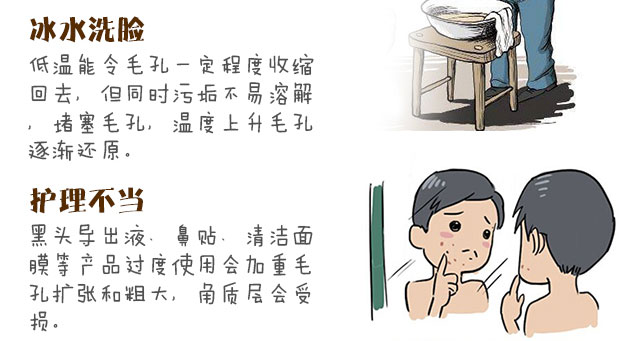 冰水洗脸
低温能令毛孔一定程度收缩
回去，但同时污垢不易溶解
，堵塞毛孔，温度上升毛孔
逐渐还原。
护理不当
黑头导出液．鼻贴．清洁面
膜等产品过度使用会加重毛
孔扩张和粗大，角质层会受
损。